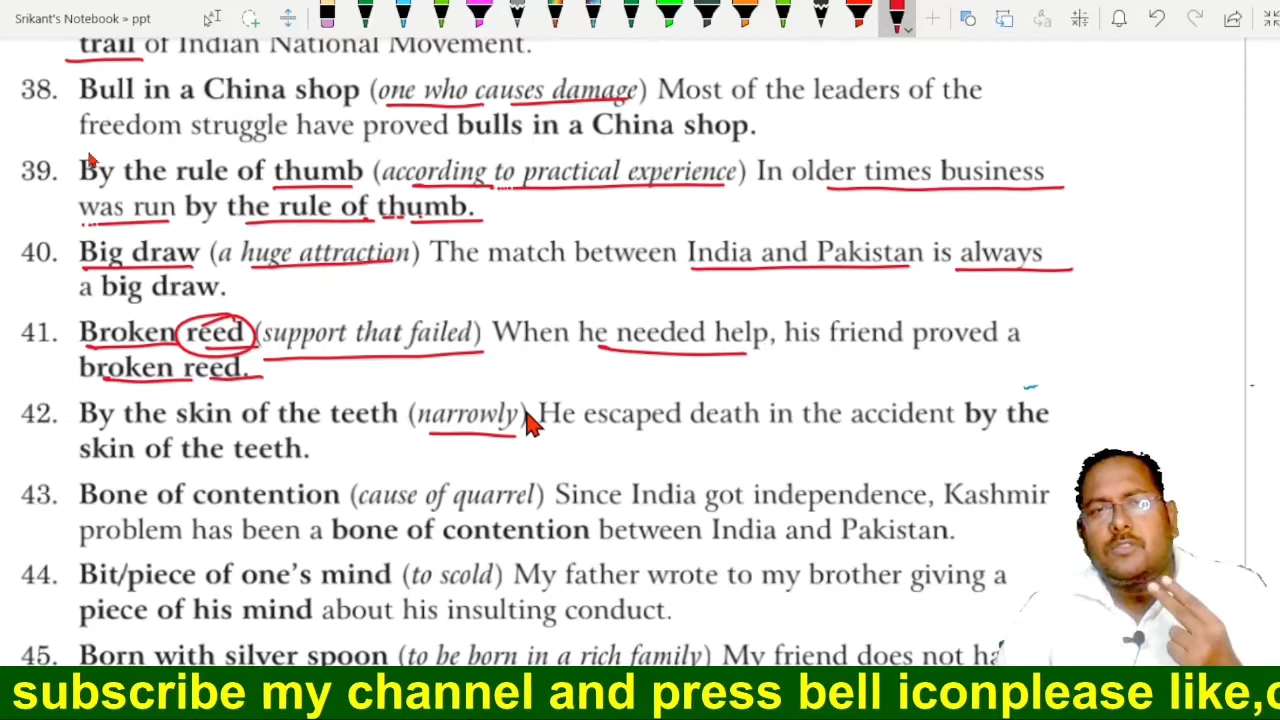 Srikant's Notebook » ppt
trail of Indian National Movement.
38. Bull in a China shop (one who causes damage) Most of the leaders of the
freedom struggle have proved bulls in a China shop.
39. By the rule of thumb (according to practical experience) In older times business
was run by the rule of thumb.
40. Big draw (a huge attraction) The match between India and Pakistan is always
a big draw.
41. Broken reed (support that failed) When he needed help, his friend proved a
broken reed.
42. By the skin of the teeth (narrowly) He escaped death in the accident by the
skin of the teeth.
43. Bone of contention (cause of quarrel) Since India got independence, Kashmir
problem has been a bone of contention between India and Pakistan.
44. Bit/piece of one's mind (to scold) My father wrote to my brother giving a
piece of his mind about his insulting conduct.
45. Born with silver spoon (to be born in a rich family) My friend does not ha
subscribe my channel and press bell iconplease like,c